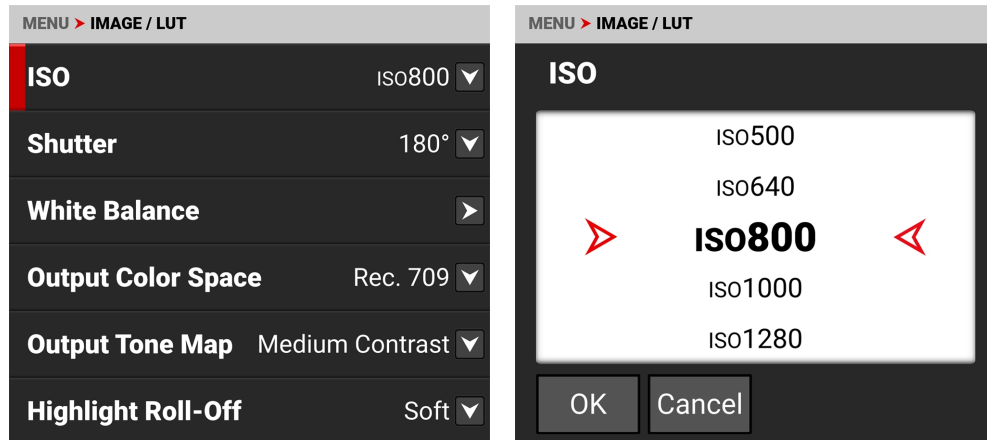 MENU ➤ IMAGE / LUT
ISO ISO800
Shutter 180°
White Balance
Output Color Space Rec. 709
Output Tone Map Medium Contrast
Highlight Roll-Off Soft
MENU ➤ IMAGE / LUT
ISO
ISO500
ISO640
ISO800
ISO1000
ISO1280
OK Cancel